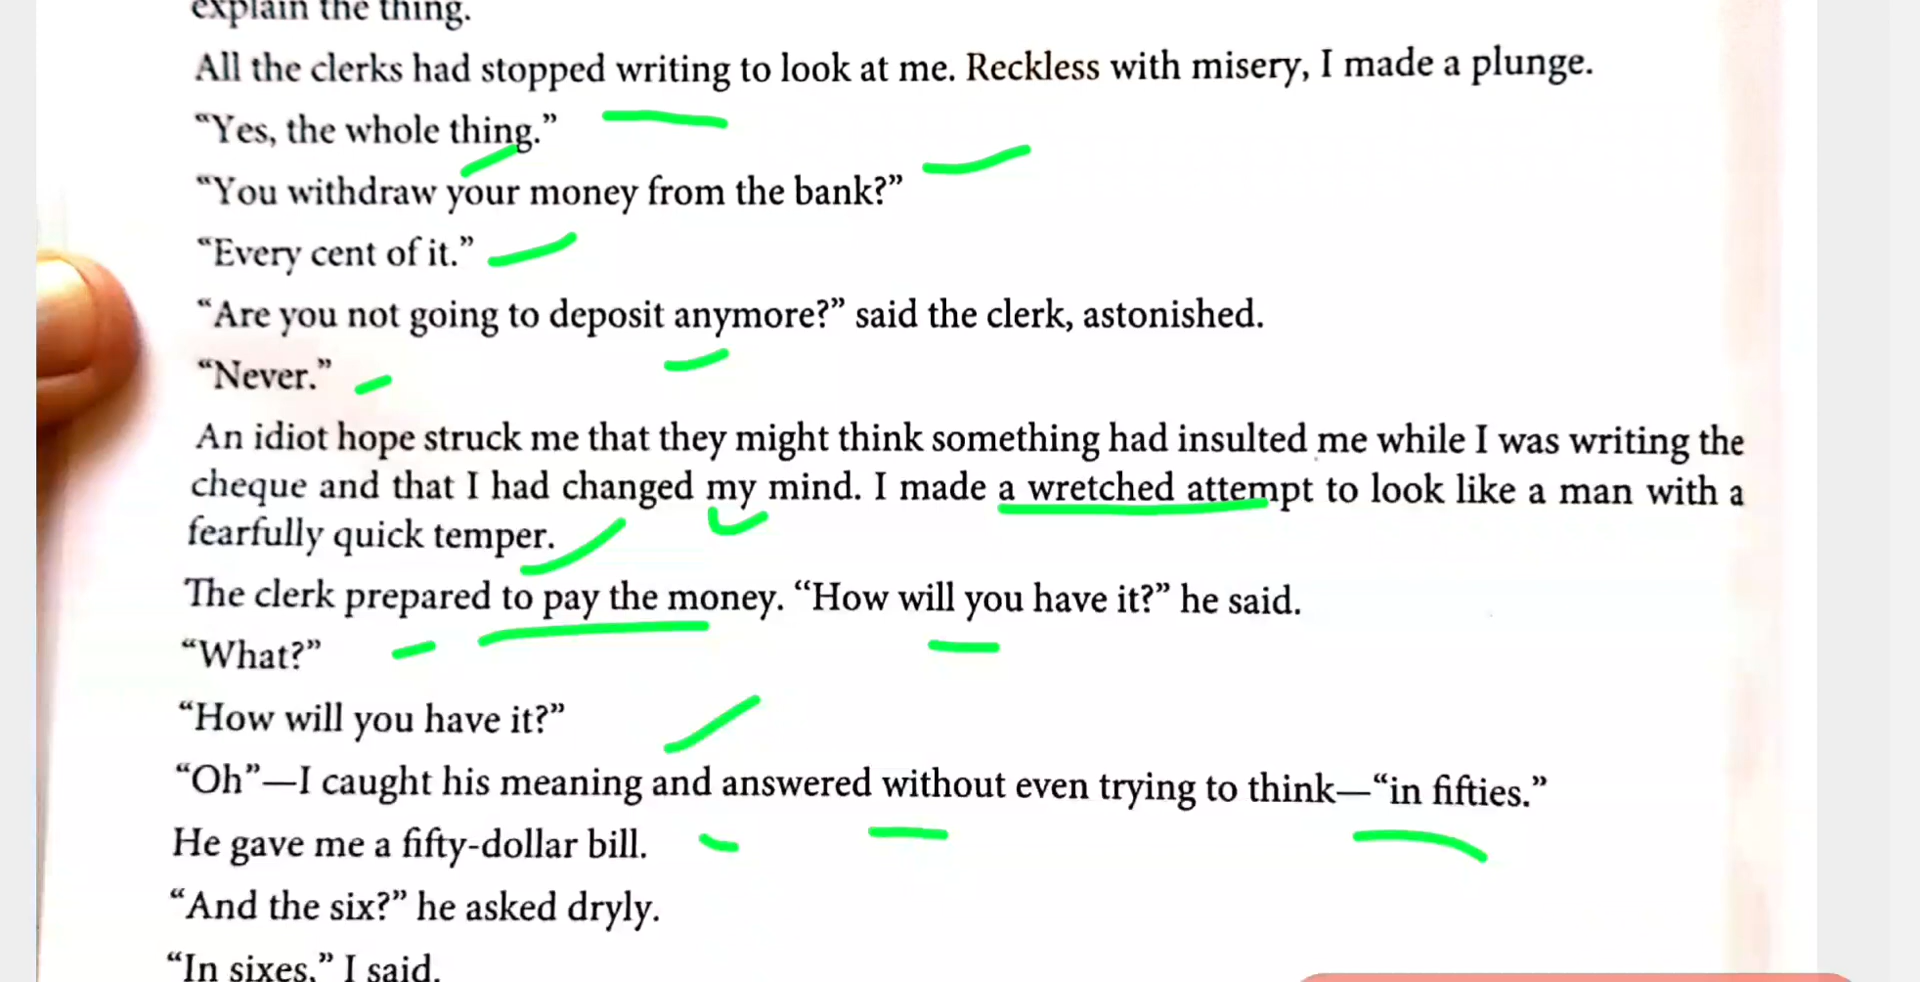 explain the thing.
All the clerks had stopped writing to look at me. Reckless with misery, I made a plunge.
“Yes, the whole thing.”
“You withdraw your money from the bank?”
“Every cent of it.”
“Are you not going to deposit anymore?” said the clerk, astonished.
“Never.”
An idiot hope struck me that they might think something had insulted me while I was writing the
cheque and that I had changed my mind. I made a wretched attempt to look like a man with a
fearfully quick temper.
The clerk prepared to pay the money. “How will you have it?” he said.
“What?”
“How will you have it?”
“Oh”—I caught his meaning and answered without even trying to think—“in fifties.”
He gave me a fifty-dollar bill.
“And the six?” he asked dryly.
“In sixes,” I said.